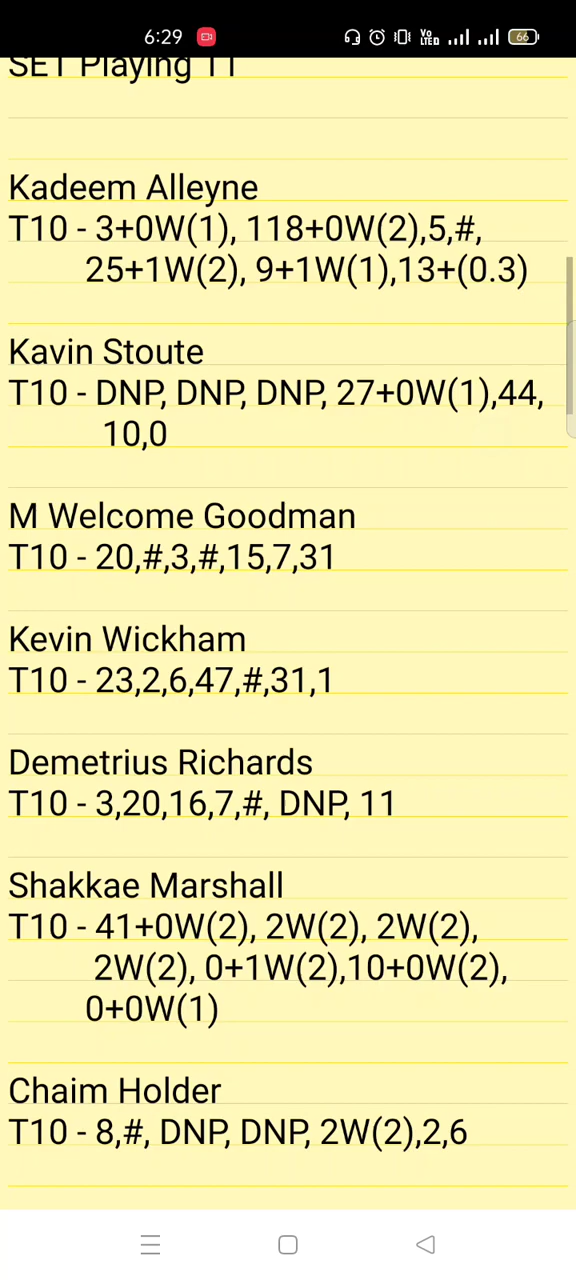 6:29
VO LTED
66
SET Playing 11
Kadeem Alleyne
T10 - 3+0W(1), 118+0W(2),5,#,
25+1W(2), 9+1W(1),13+(0.3)
Kavin Stoute
T10 - DNP, DNP, DNP, 27+0W(1),44,
10,0
M Welcome Goodman
T10 - 20,#,3,#,15,7,31
Kevin Wickham
T10 - 23,2,6,47,#,31,1
Demetrius Richards
T10 - 3,20,16,7,#, DNP, 11
Shakkae Marshall
T10 - 41+0W(2), 2W(2), 2W(2),
2W(2), 0+1W(2),10+0W(2),
0+0W(1)
Chaim Holder
T10 - 8,#, DNP, DNP, 2W(2),2,6